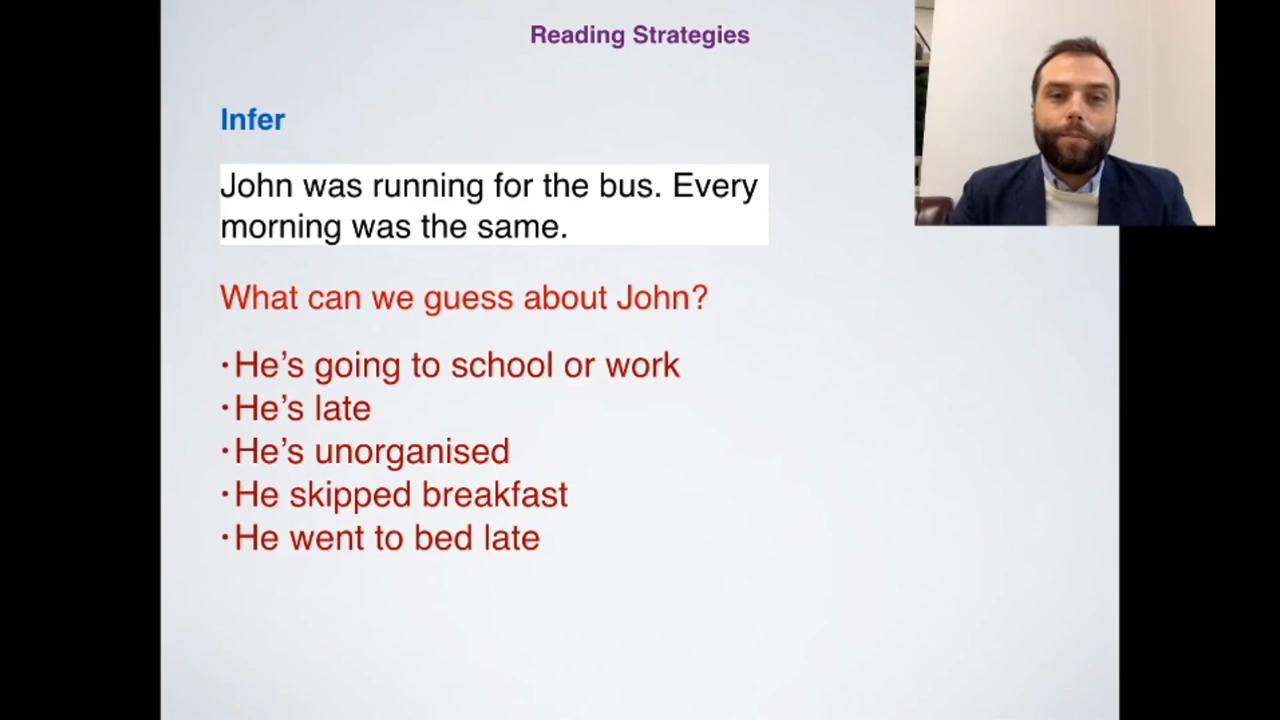 Reading Strategies
Infer
John was running for the bus. Every
morning was the same.
What can we guess about John?
•He’s going to school or work
•He’s late
•He’s unorganised
•He skipped breakfast
•He went to bed late